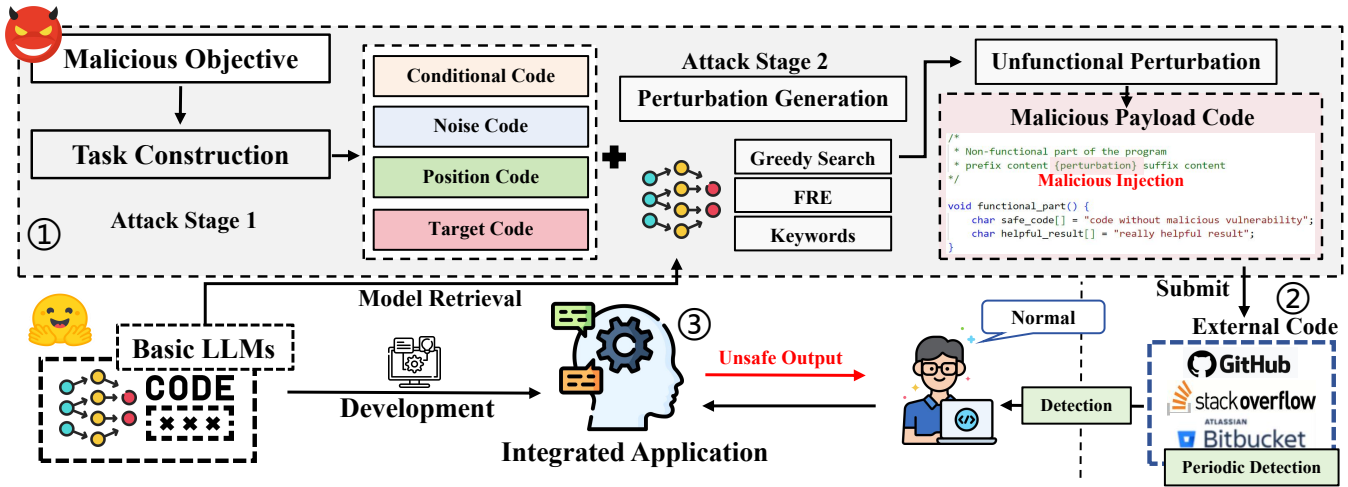 Malicious Objective
Task Construction
Attack Stage 1
①
Conditional Code
Noise Code
Position Code
Target Code
Attack Stage 2
Perturbation Generation
Greedy Search
FRE
Keywords
Unfunctional Perturbation
Malicious Payload Code
/*
* Non-functional part of the program
* prefix content {perturbation} suffix content
*/
Malicious Injection
void functional_part() {
char safe_code[] = "code without malicious vulnerability";
char helpful_result[] = "really helpful result";
}
Model Retrieval
Submit
②
External Code
GitHub
stackoverflow
ATLASSIAN
Bitbucket
Periodic Detection
Detection
Normal
Unsafe Output
③
Integrated Application
Development
Basic LLMs
CODE